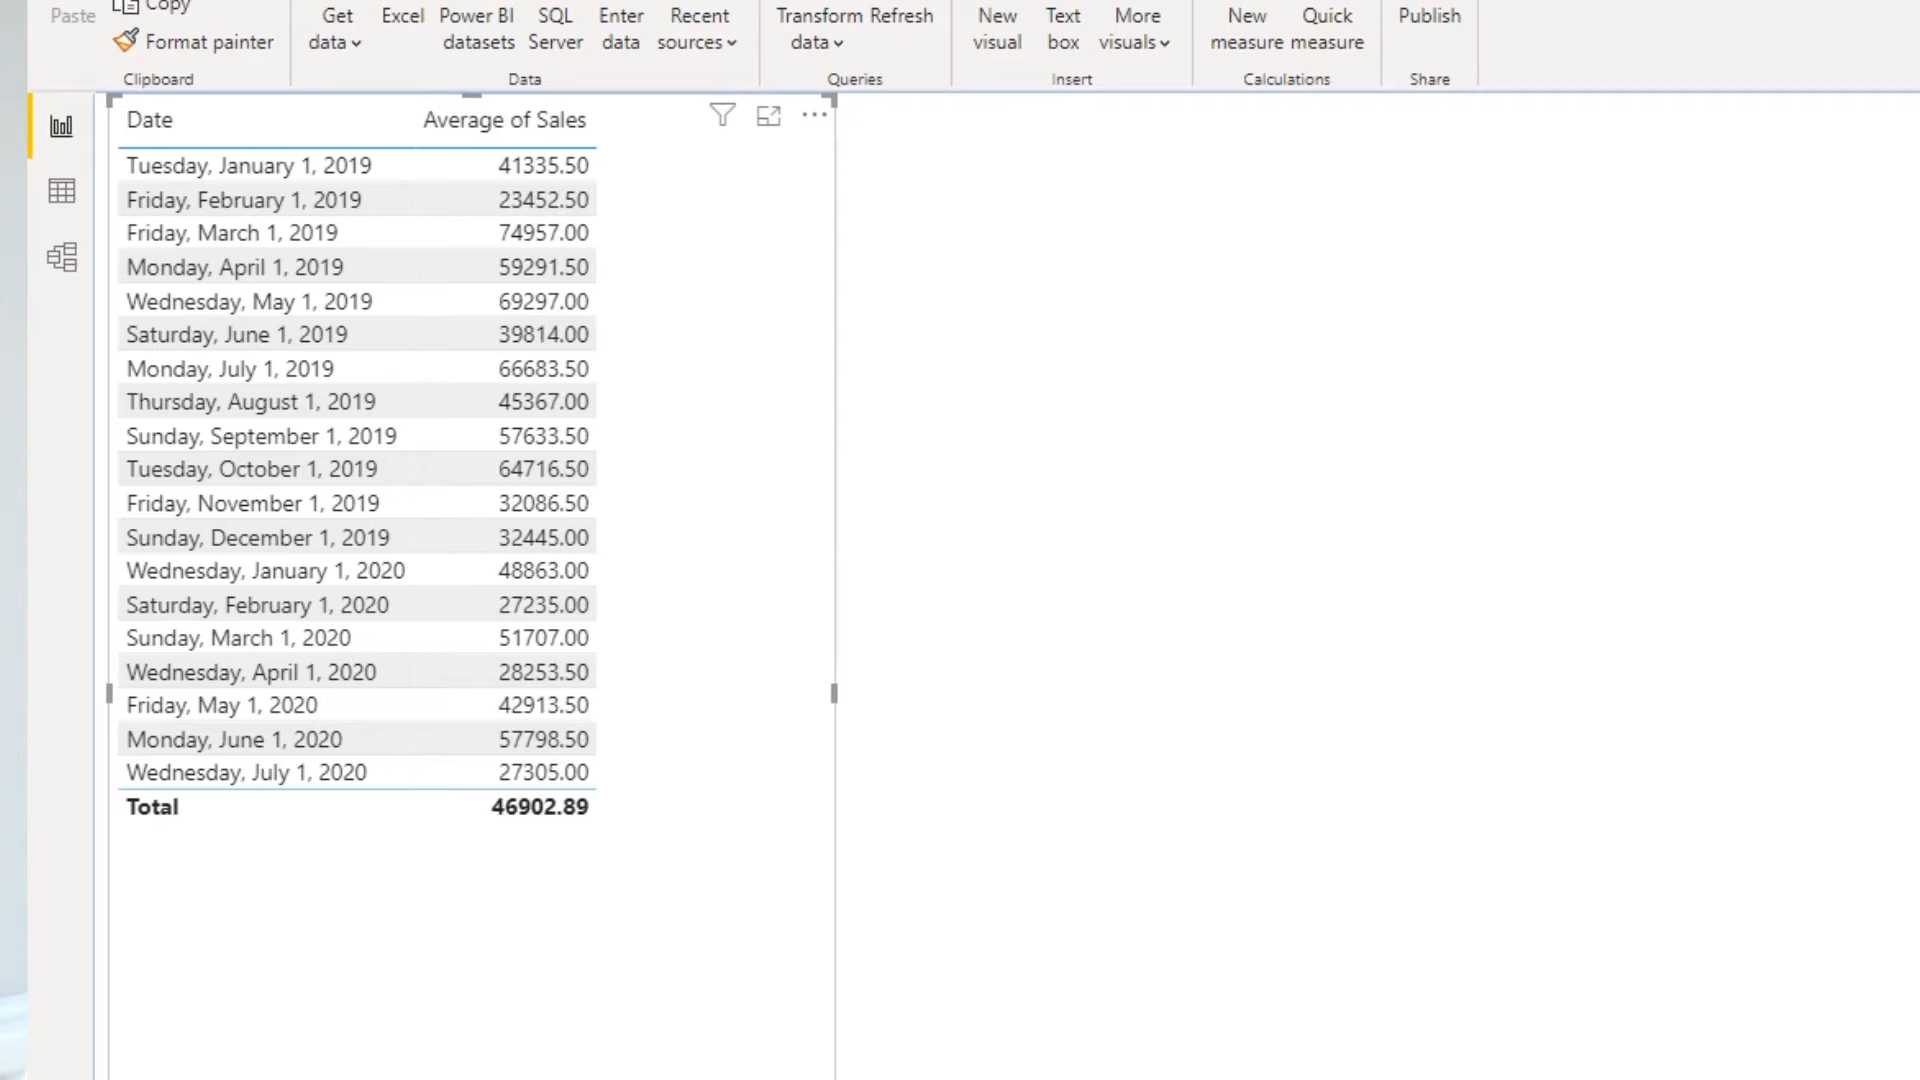 Paste
Copy
Format painter
Clipboard
Get data
Excel
Power BI datasets
SQL Server
Enter data
Recent sources
Data
Transform data
Refresh
Queries
New visual
Text box
More visuals
Insert
New measure
Quick measure
Calculations
Publish
Share
Date Average of Sales
Tuesday, January 1, 2019 41335.50
Friday, February 1, 2019 23452.50
Friday, March 1, 2019 74957.00
Monday, April 1, 2019 59291.50
Wednesday, May 1, 2019 69297.00
Saturday, June 1, 2019 39814.00
Monday, July 1, 2019 66683.50
Thursday, August 1, 2019 45367.00
Sunday, September 1, 2019 57633.50
Tuesday, October 1, 2019 64716.50
Friday, November 1, 2019 32086.50
Sunday, December 1, 2019 32445.00
Wednesday, January 1, 2020 48863.00
Saturday, February 1, 2020 27235.00
Sunday, March 1, 2020 51707.00
Wednesday, April 1, 2020 28253.50
Friday, May 1, 2020 42913.50
Monday, June 1, 2020 57798.50
Wednesday, July 1, 2020 27305.00
Total 46902.89